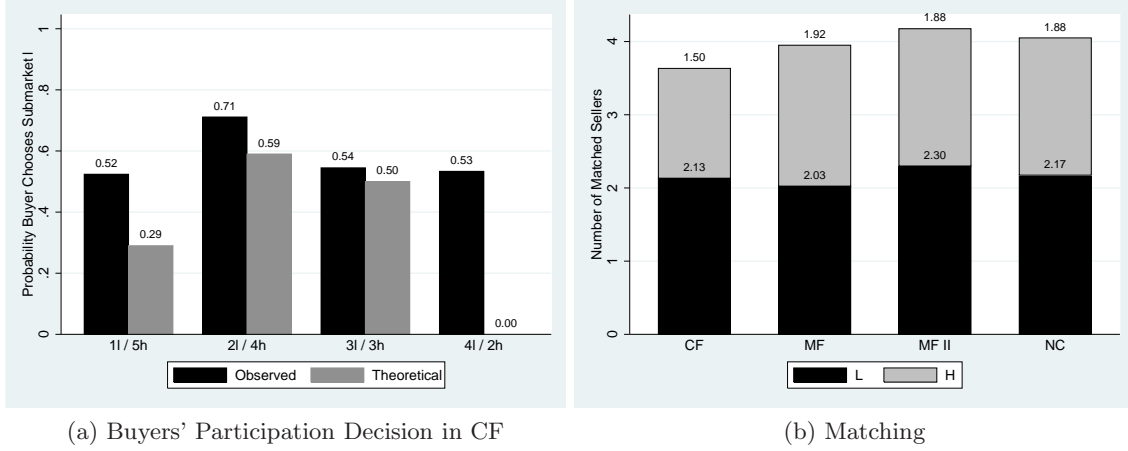 Probability Buyer Chooses Submarket l
0 .2 .4 .6 .8 1
0.52 0.29 0.71 0.59 0.54 0.50 0.53 0.00
1l / 5h 2l / 4h 3l / 3h 4l / 2h
Observed Theoretical
(a) Buyers' Participation Decision in CF
Number of Matched Sellers
0 1 2 3 4
1.50 1.92 1.88 1.88
2.13 2.03 2.30 2.17
CF MF MF II NC
L H
(b) Matching